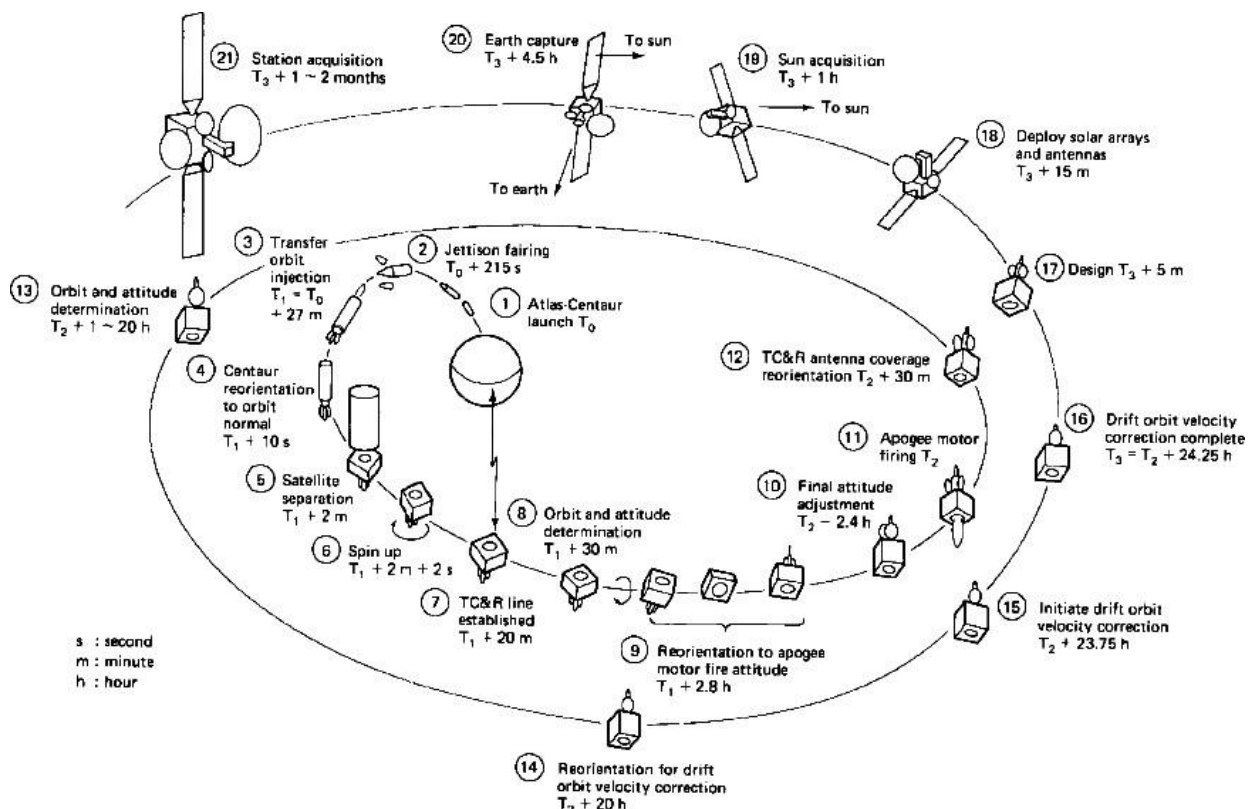 1
Atlas-Centaur
launch T0
2
Jettison fairing
T0 + 215 s
3
Transfer
orbit
injection
T1 = T0
+ 27 m
4
Centaur
reorientation
to orbit
normal
T1 + 10 s
5
Satellite
separation
T1 + 2 m
6
Spin up
T1 + 2 m + 2 s
7
TC&R line
established
T1 + 20 m
8
Orbit and attitude
determination
T1 + 30 m
9
Reorientation to apogee
motor fire attitude
T1 + 2.8 h
10
Final attitude
adjustment
T2 − 2.4 h
11
Apogee motor
firing T2
12
TC&R antenna coverage
reorientation T2 + 30 m
13
Orbit and attitude
determination
T2 + 1 ~ 20 h
14
Reorientation for drift
orbit velocity correction
T2 + 20 h
15
Initiate drift orbit
velocity correction
T2 + 23.75 h
16
Drift orbit velocity
correction complete
T3 = T2 + 24.25 h
17
Design T3 + 5 m
18
Deploy solar arrays
and antennas
T3 + 15 m
19
Sun acquisition
T3 + 1 h
To sun
20
Earth capture
T3 + 4.5 h
To sun
To earth
21
Station acquisition
T3 + 1 ~ 2 months
s : second
m : minute
h : hour